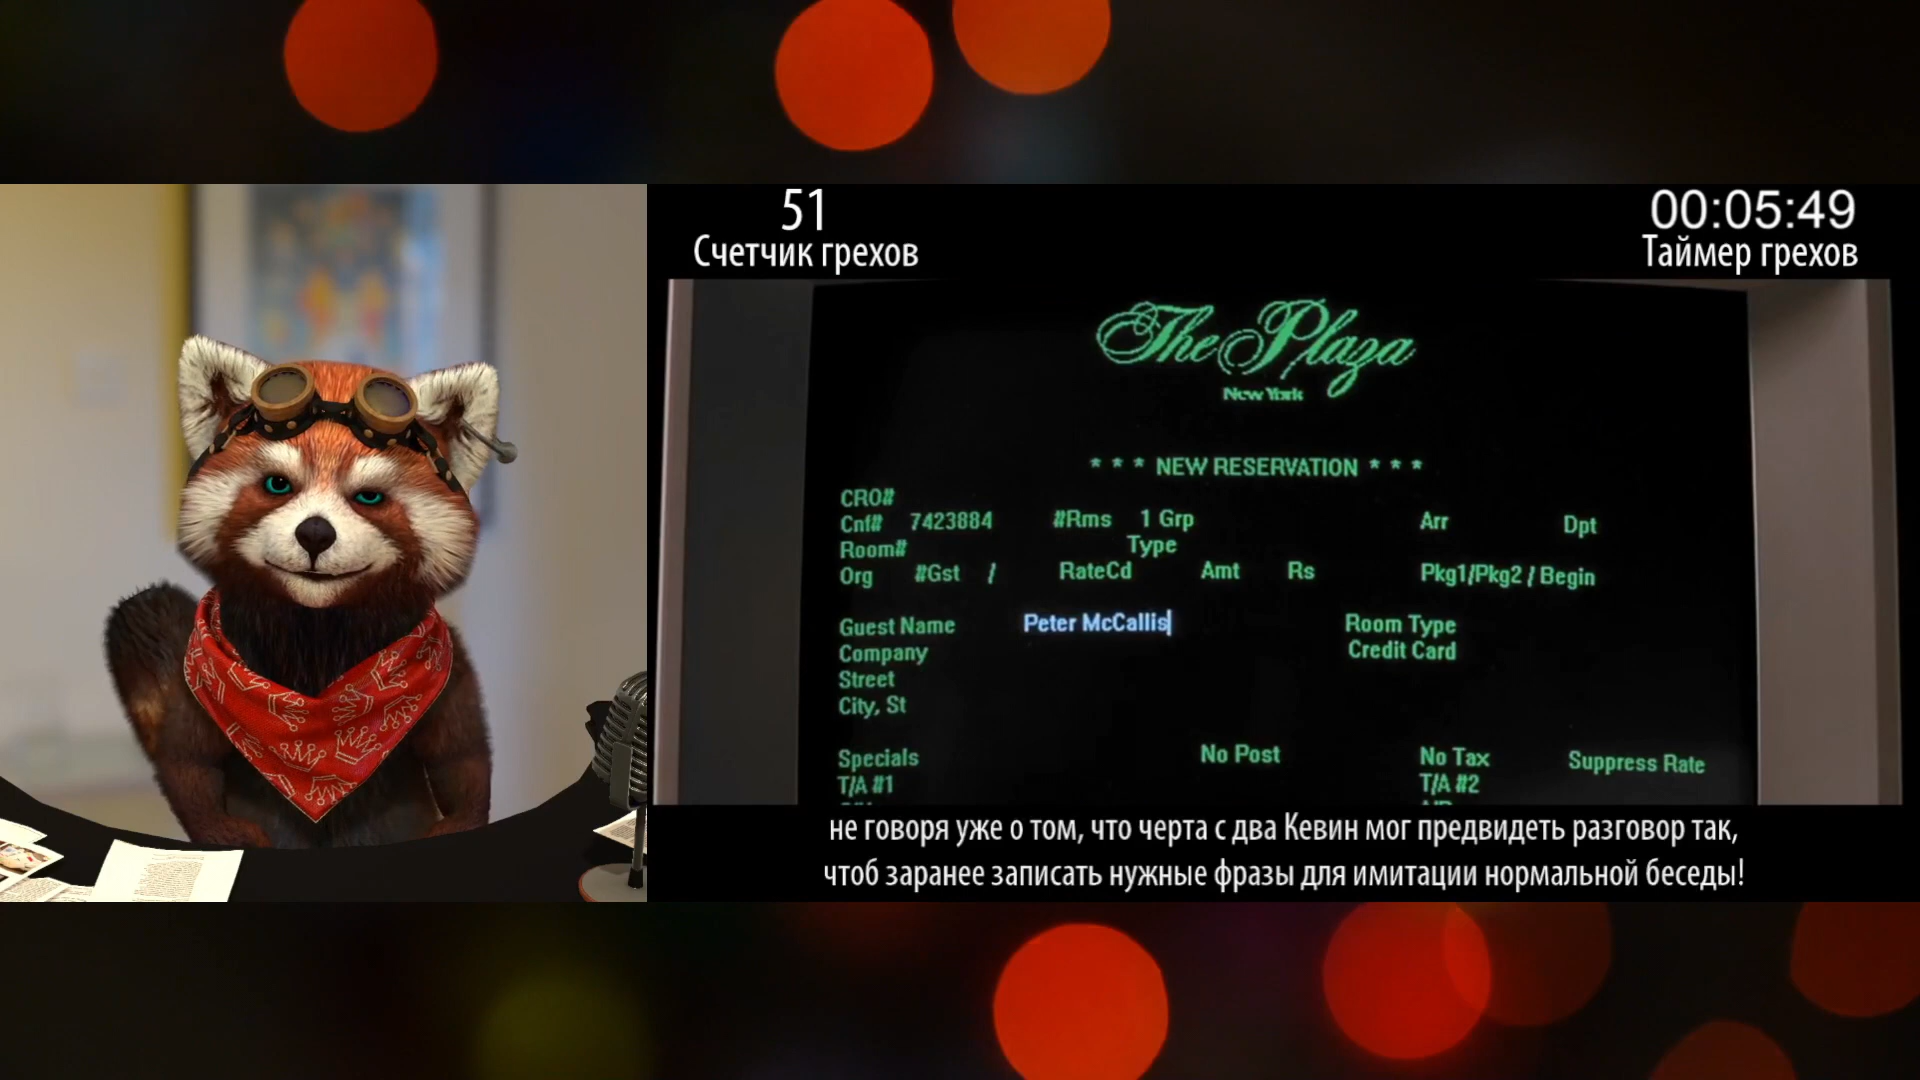 51
Счетчик грехов
00:05:49
Таймер грехов
The Plaza
New York
* * * NEW RESERVATION * * *
CRO#
Cnf# 7423884 #Rms 1 Grp Arr Dpt
Room# Type
Org #Gst / RateCd Amt Rs Pkg1/Pkg2 / Begin
Guest Name Peter McCallis Room Type
Company Credit Card
Street
City, St
Specials No Post No Tax Suppress Rate
T/A #1 T/A #2
не говоря уже о том, что черта с два Кевин мог предвидеть разговор так,
чтоб заранее записать нужные фразы для имитации нормальной беседы!